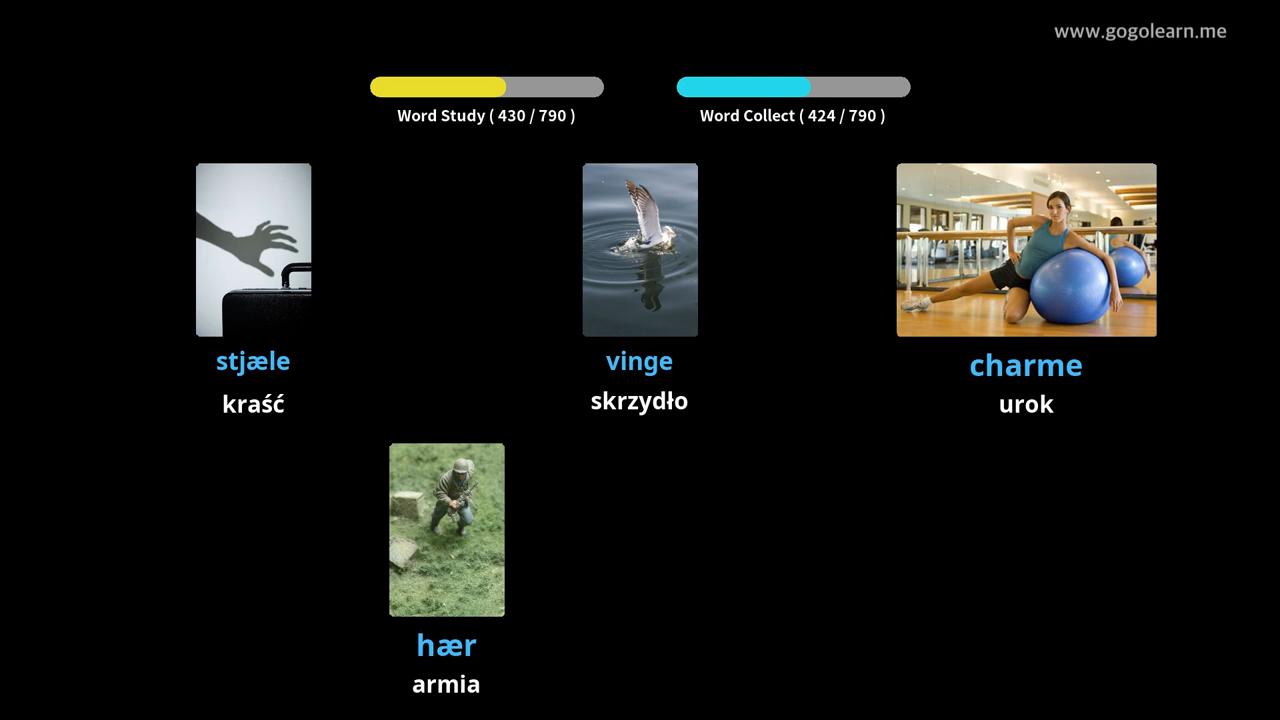 www.gogolearn.me
Word Study ( 430 / 790 )
Word Collect ( 424 / 790 )
stjæle
kraść
vinge
skrzydło
charme
urok
hær
armia